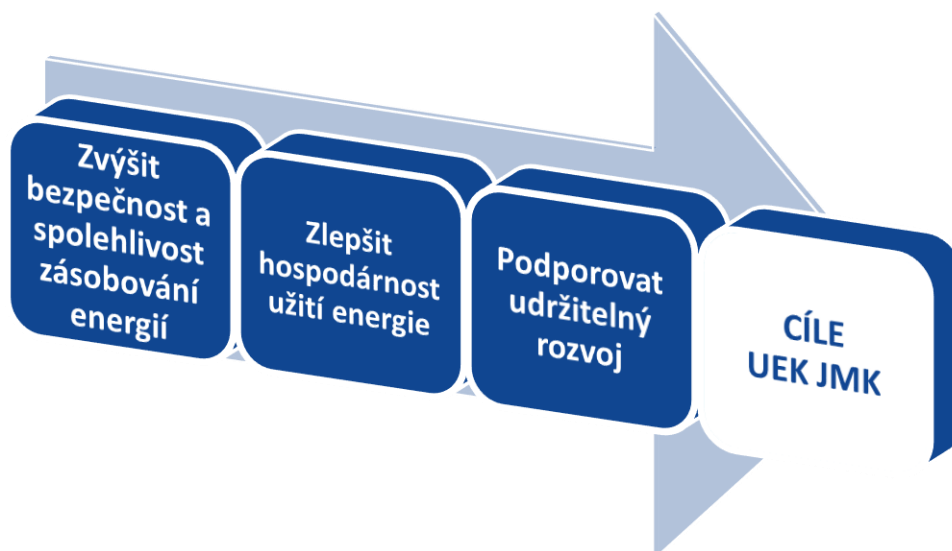 Zvýšit
bezpečnost a
spolehlivost
zásobování
energií
Zlepšit
hospodárnost
užití energie
Podporovat
udržitelný
rozvoj
CÍLE
UEK JMK